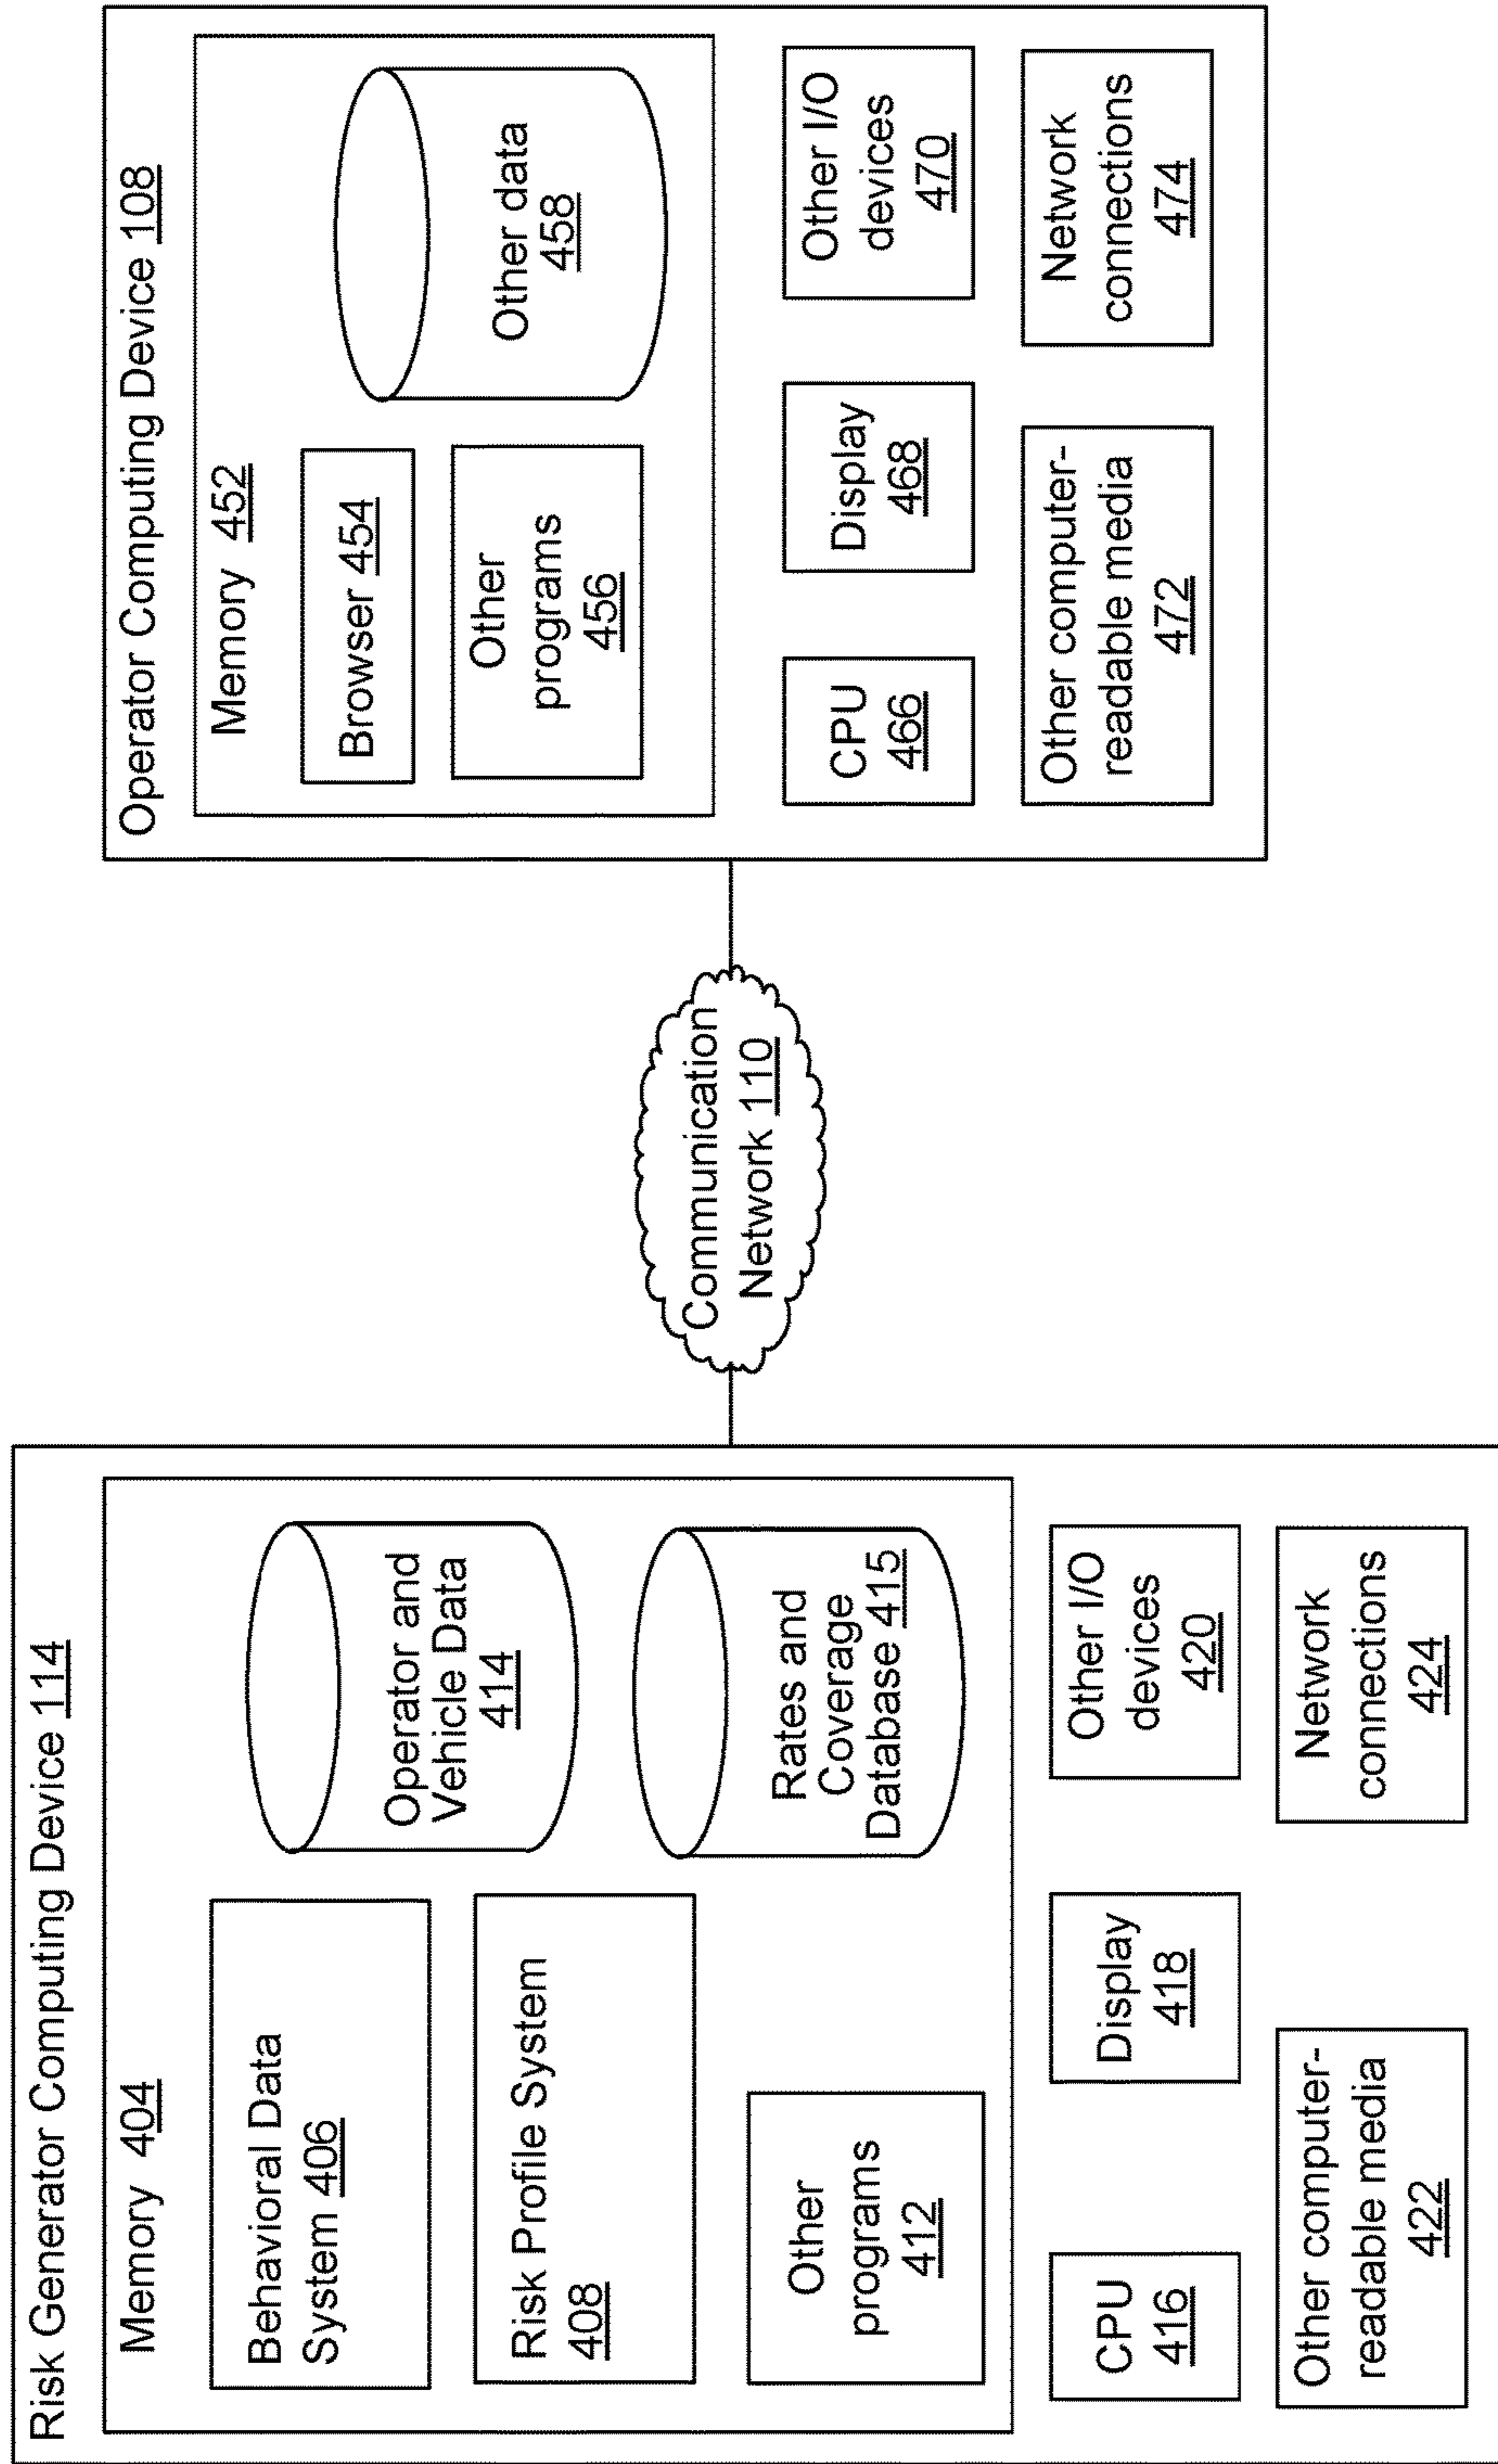 Risk Generator Computing Device 114
Memory 404
Behavioral Data
System 406
Risk Profile System
408
Other
programs
412
Operator and
Vehicle Data
414
Rates and
Coverage
Database 415
CPU
416
Display
418
Other I/O
devices
420
Other computer-
readable media
422
Network
connections
424
Communication
Network 110
Operator Computing Device 108
Memory 452
Browser 454
Other
programs
456
Other data
458
CPU
466
Display
468
Other I/O
devices
470
Other computer-
readable media
472
Network
connections
474